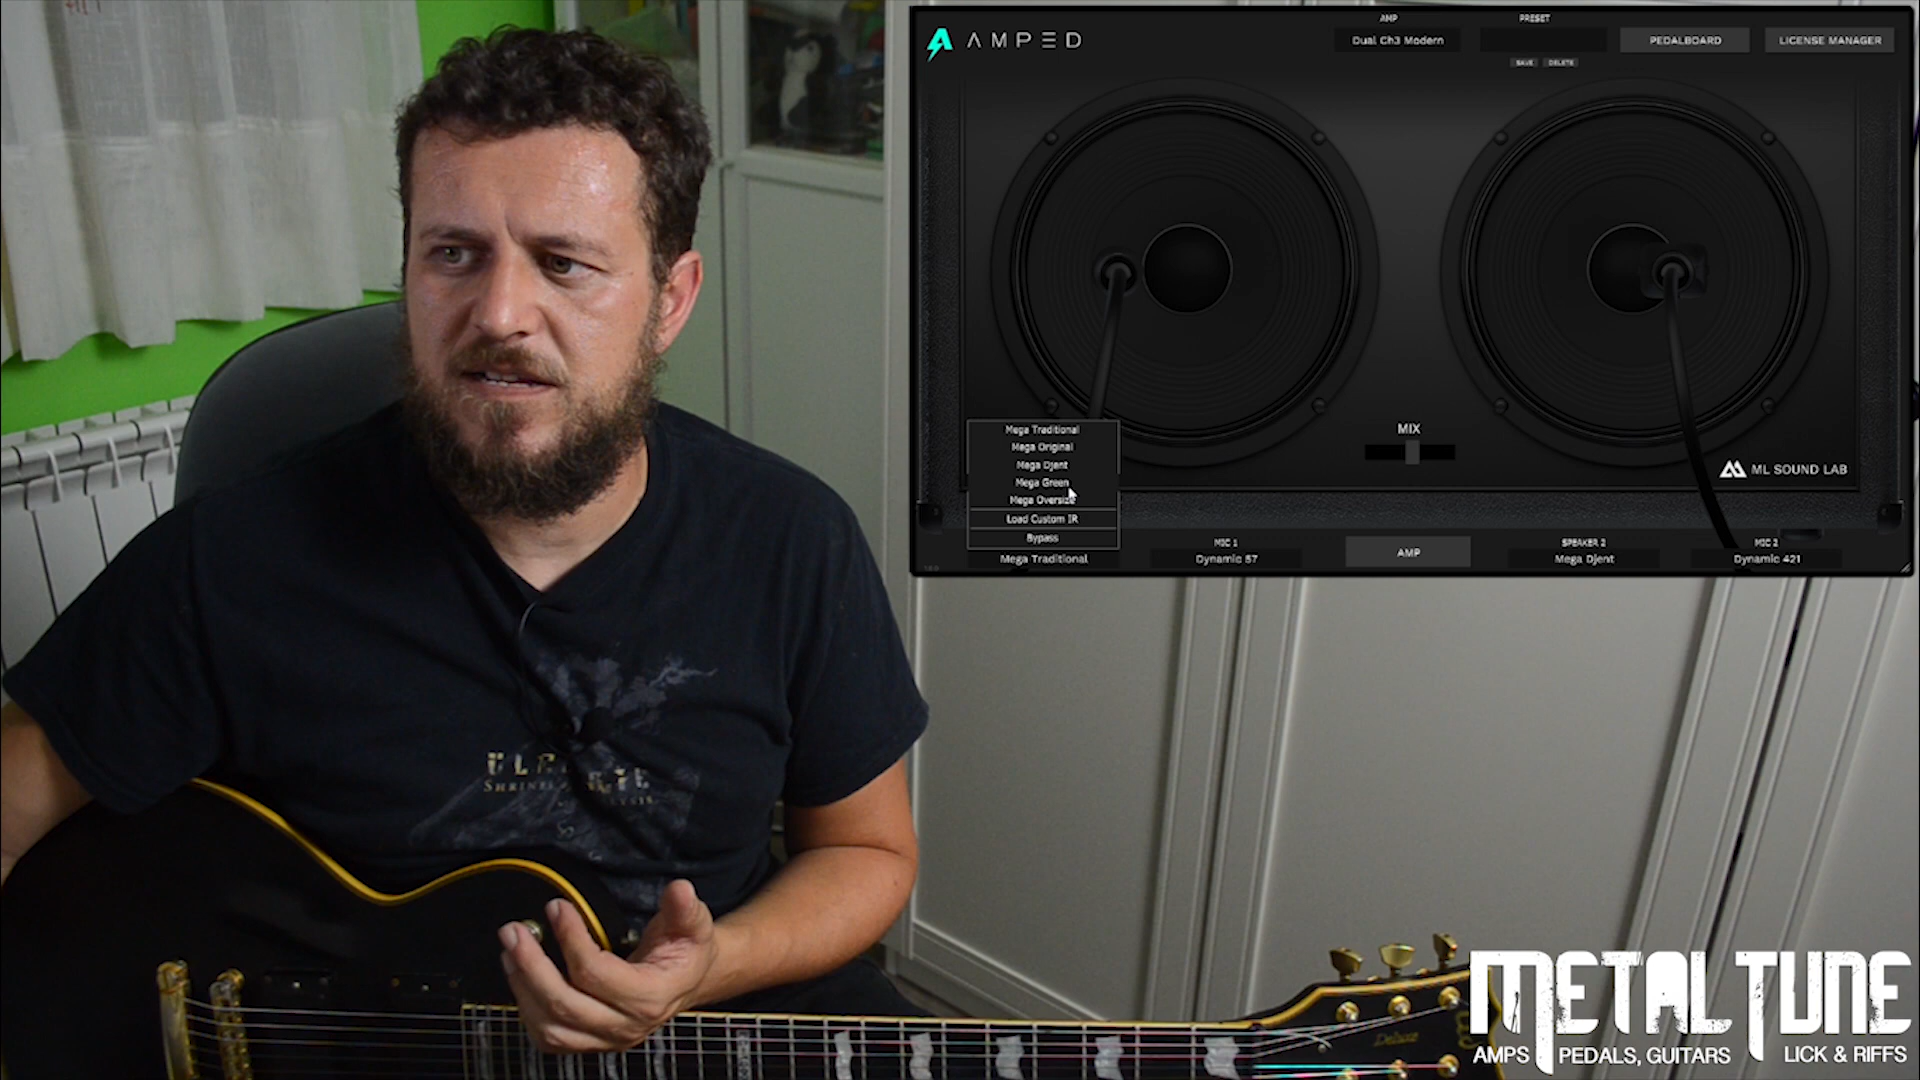 AMPED
AMP
Dual Ch3 Modern
PRESET
SAVE
DELETE
PEDALBOARD
LICENSE MANAGER
MIX
ML SOUND LAB
Mega Traditional
Mega Original
Mega Djent
Mega Green
Mega Oversize
Load Custom IR
Bypass
Mega Traditional
MIC 1
Dynamic 57
AMP
SPEAKER 2
Mega Djent
MIC 2
Dynamic 421
Deluxe
METALTUNE
AMPS PEDALS, GUITARS LICK & RIFFS